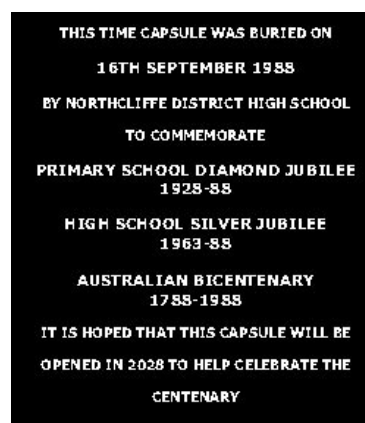 THIS TIME CAPSULE WAS BURIED ON
16TH SEPTEMBER 1988
BY NORTHCLIFFE DISTRICT HIGH SCHOOL
TO COMMEMORATE
PRIMARY SCHOOL DIAMOND JUBILEE
1928-88
HIGH SCHOOL SILVER JUBILEE
1963-88
AUSTRALIAN BICENTENARY
1788-1988
IT IS HOPED THAT THIS CAPSULE WILL BE
OPENED IN 2028 TO HELP CELEBRATE THE
CENTENARY